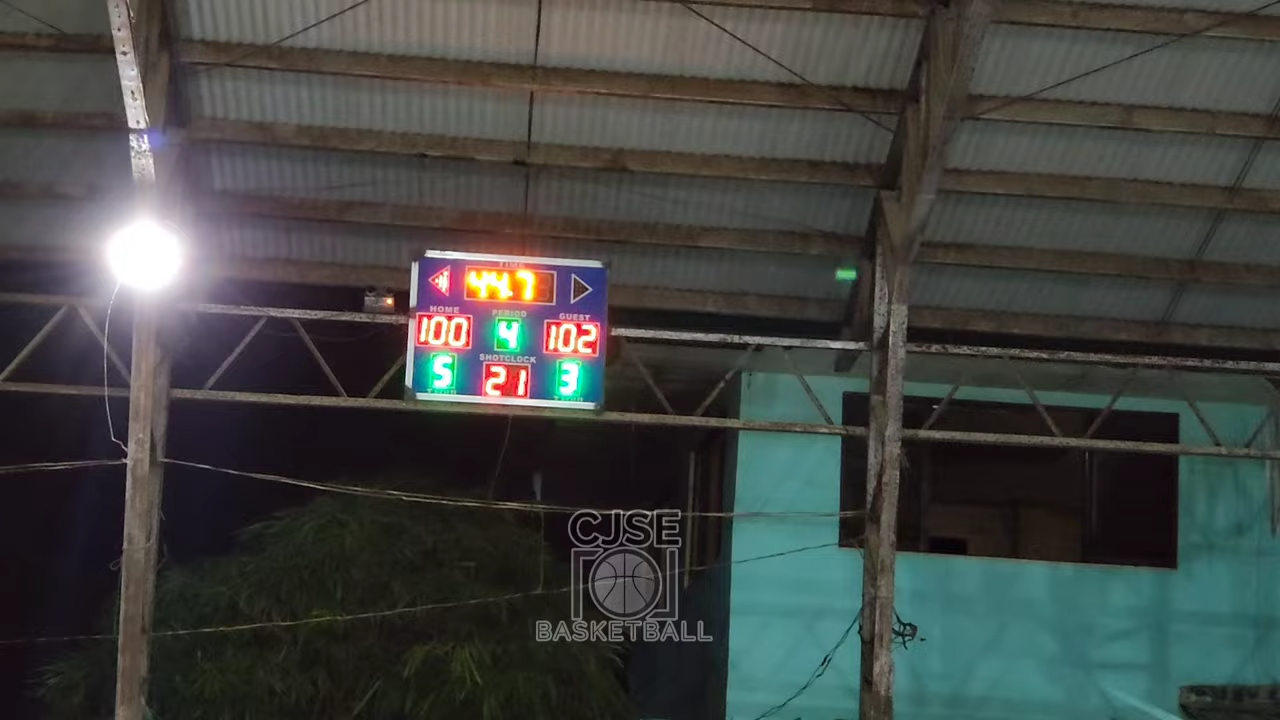 TIME
44.7
HOME PERIOD GUEST
100 4 102
SHOTCLOCK
5 21 3
CJSE
BASKETBALL